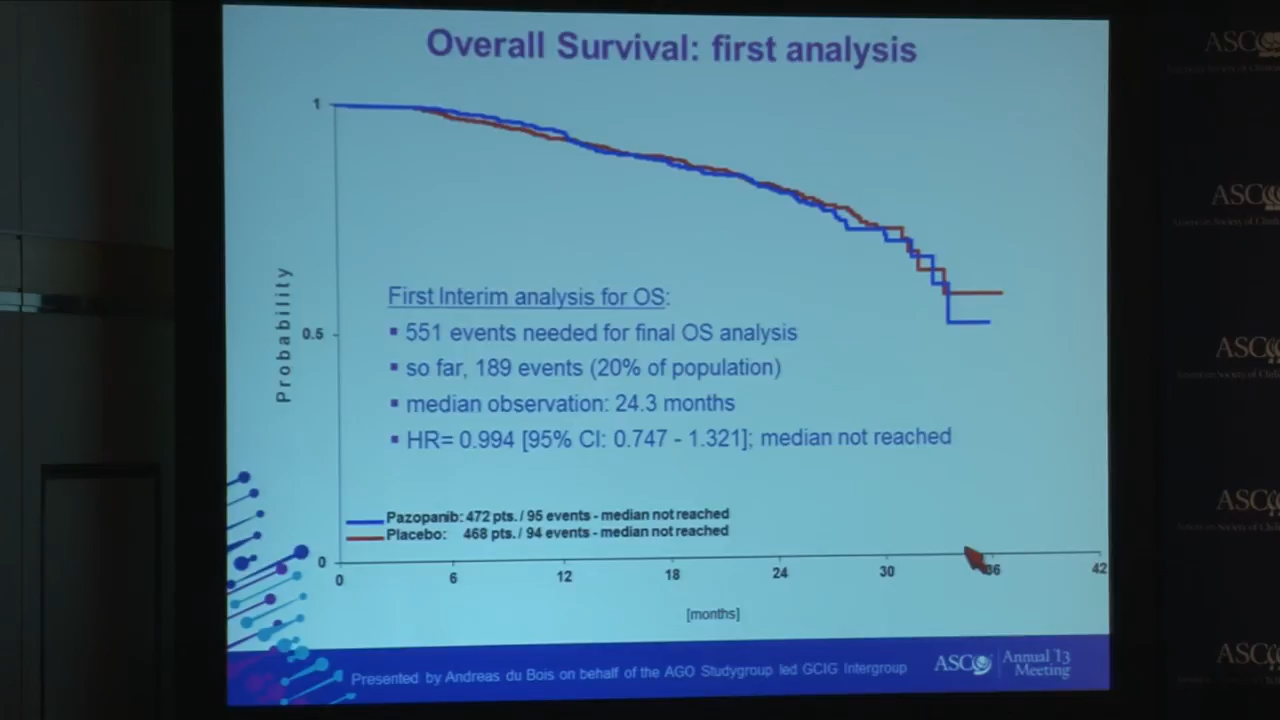 Overall Survival: first analysis
1
Probability
0.5
First Interim analysis for OS:
▪ 551 events needed for final OS analysis
▪ so far, 189 events (20% of population)
▪ median observation: 24.3 months
▪ HR= 0.994 [95% CI: 0.747 - 1.321]; median not reached
Pazopanib: 472 pts. / 95 events - median not reached
Placebo: 468 pts. / 94 events - median not reached
0
0 6 12 18 24 30 36 42
[months]
Presented by Andreas du Bois on behalf of the AGO Studygroup led GCIG Intergroup
ASCO
Annual '13
Meeting
ASCO
ASCO
ASCO
ASCO
ASCO